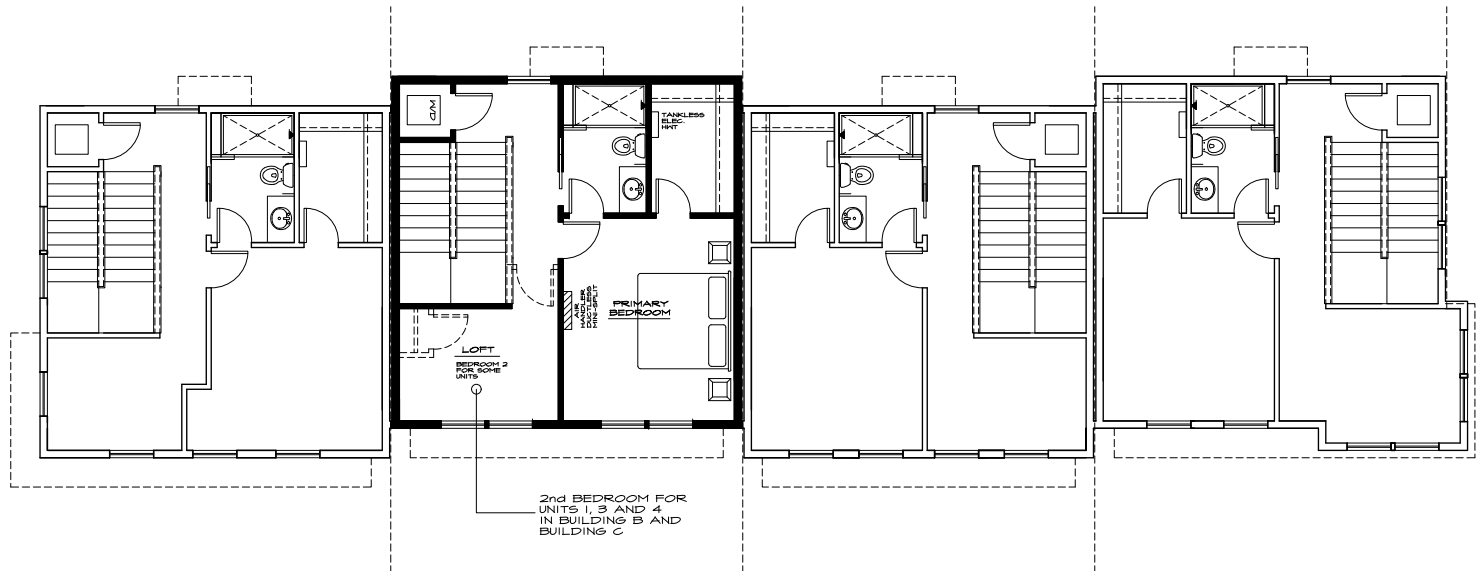 W/D
TANKLESS
ELEC.
HWT
AIR
HANDLER
DUCTLESS
MINI-SPLIT
PRIMARY
BEDROOM
LOFT
BEDROOM 2
FOR SOME
UNITS
2nd BEDROOM FOR
UNITS 1, 3 AND 4
IN BUILDING B AND
BUILDING C